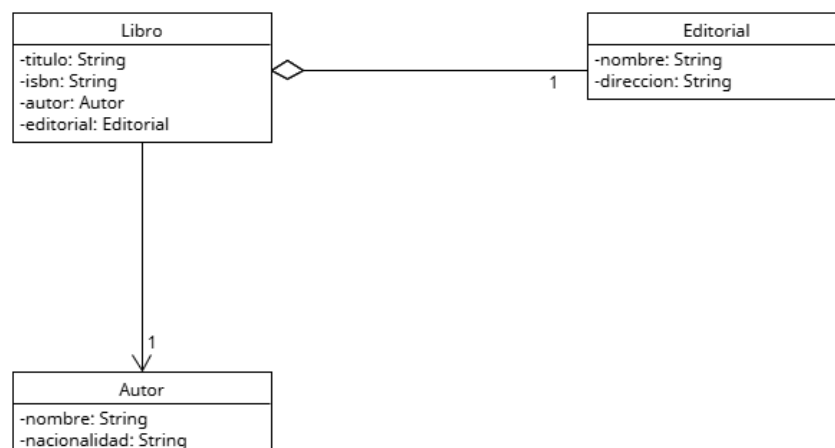 Libro
-titulo: String
-isbn: String
-autor: Autor
-editorial: Editorial
Editorial
-nombre: String
-direccion: String
1
1
Autor
-nombre: String
-nacionalidad: String